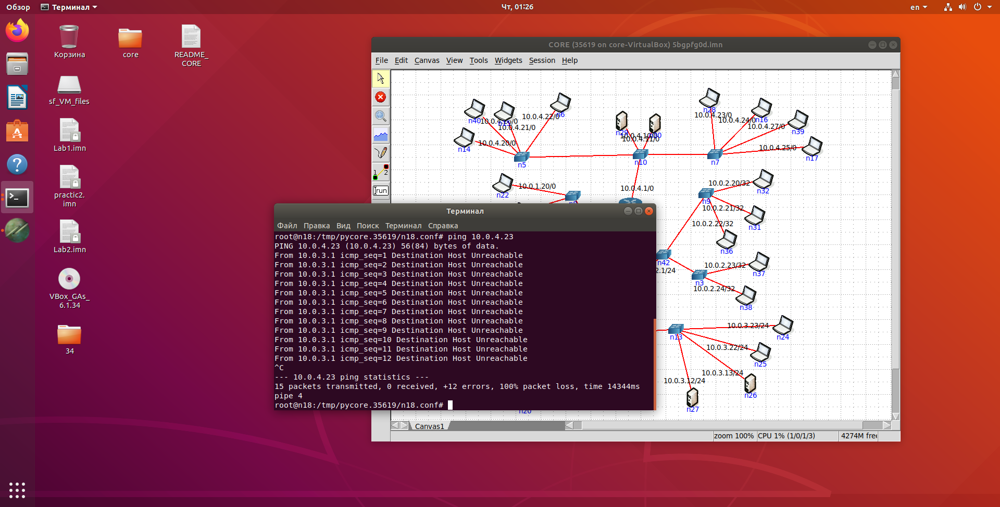 Обзор
Терминал
Чт, 01:26
en
Корзина
core
README_
CORE
sf_VM_files
Lab1.imn
practic2.
imn
Lab2.imn
VBox_GAs_
6.1.34
34
CORE (35619 on core-VirtualBox) 5bgpfg0d.imn
File Edit Canvas View Tools Widgets Session Help
1 2
run
n28
10.0.4.23/0
n6
10.0.4.22/0
n40
10.0.4.21/0
n16
10.0.4.24/0
10.0.4.27/0
n39
n29
10.0.4.11/0
n14
10.0.4.20/0
10.0.4.25/0
n17
n5
n10
n7
n22
10.0.1.20/0
10.0.4.1/0
10.0.2.20/32
n32
n9
10.0.2.21/32
n31
10.0.2.22/32
n36
n42
2.1/24
10.0.2.23/32
n37
n3
10.0.2.24/32
n38
10.0.3.23/24
n24
n13
10.0.3.22/24
n25
10.0.3.13/24
n26
10.0.3.12/24
n27
n20
Терминал
Файл Правка Вид Поиск Терминал Справка
root@n18:/tmp/pycore.35619/n18.conf# ping 10.0.4.23
PING 10.0.4.23 (10.0.4.23) 56(84) bytes of data.
From 10.0.3.1 icmp_seq=1 Destination Host Unreachable
From 10.0.3.1 icmp_seq=2 Destination Host Unreachable
From 10.0.3.1 icmp_seq=3 Destination Host Unreachable
From 10.0.3.1 icmp_seq=4 Destination Host Unreachable
From 10.0.3.1 icmp_seq=5 Destination Host Unreachable
From 10.0.3.1 icmp_seq=6 Destination Host Unreachable
From 10.0.3.1 icmp_seq=7 Destination Host Unreachable
From 10.0.3.1 icmp_seq=8 Destination Host Unreachable
From 10.0.3.1 icmp_seq=9 Destination Host Unreachable
From 10.0.3.1 icmp_seq=10 Destination Host Unreachable
From 10.0.3.1 icmp_seq=11 Destination Host Unreachable
From 10.0.3.1 icmp_seq=12 Destination Host Unreachable
^C
--- 10.0.4.23 ping statistics ---
15 packets transmitted, 0 received, +12 errors, 100% packet loss, time 14344ms
pipe 4
root@n18:/tmp/pycore.35619/n18.conf#
Canvas1
zoom 100%
CPU 1% (1/0/1/3)
4274M free